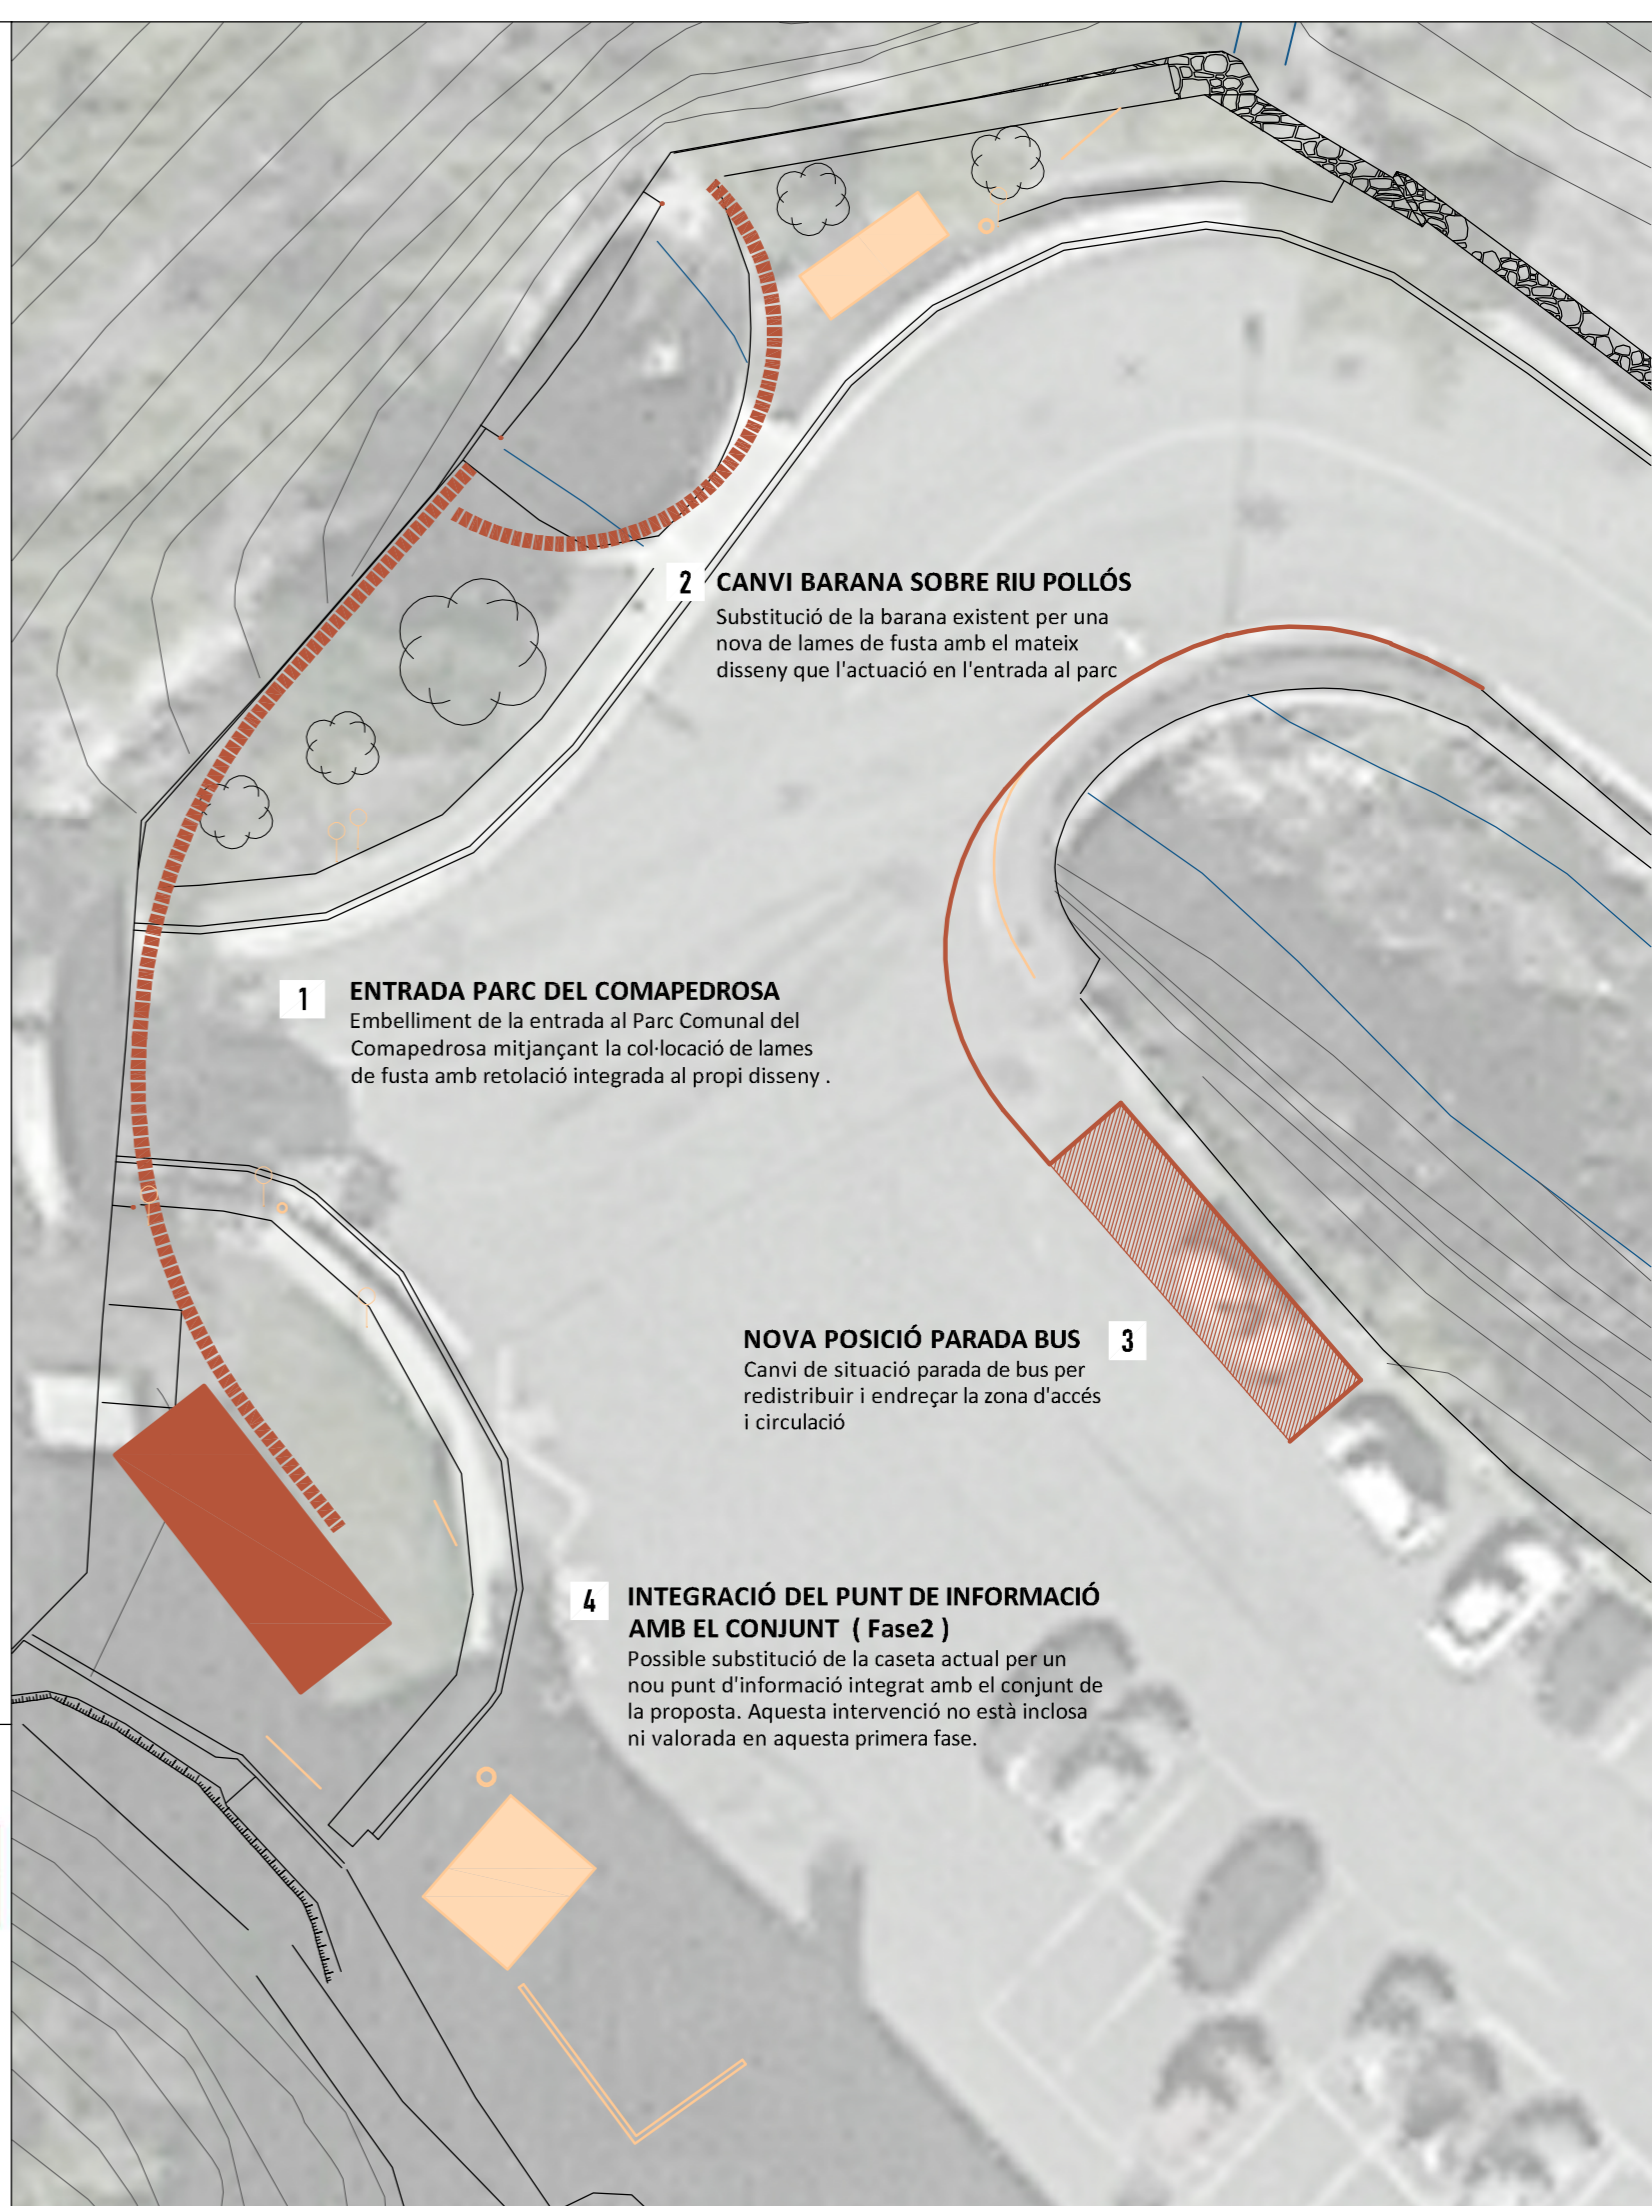 2 CANVI BARANA SOBRE RIU POLLÓS
Substitució de la barana existent per una
nova de lames de fusta amb el mateix
disseny que l'actuació en l'entrada al parc
1 ENTRADA PARC DEL COMAPEDROSA
Embelliment de la entrada al Parc Comunal del
Comapedrosa mitjançant la col·locació de lames
de fusta amb retolació integrada al propi disseny .
NOVA POSICIÓ PARADA BUS 3
Canvi de situació parada de bus per
redistribuir i endreçar la zona d'accés
i circulació
4 INTEGRACIÓ DEL PUNT DE INFORMACIÓ
AMB EL CONJUNT ( Fase2 )
Possible substitució de la caseta actual per un
nou punt d'informació integrat amb el conjunt de
la proposta. Aquesta intervenció no està inclosa
ni valorada en aquesta primera fase.